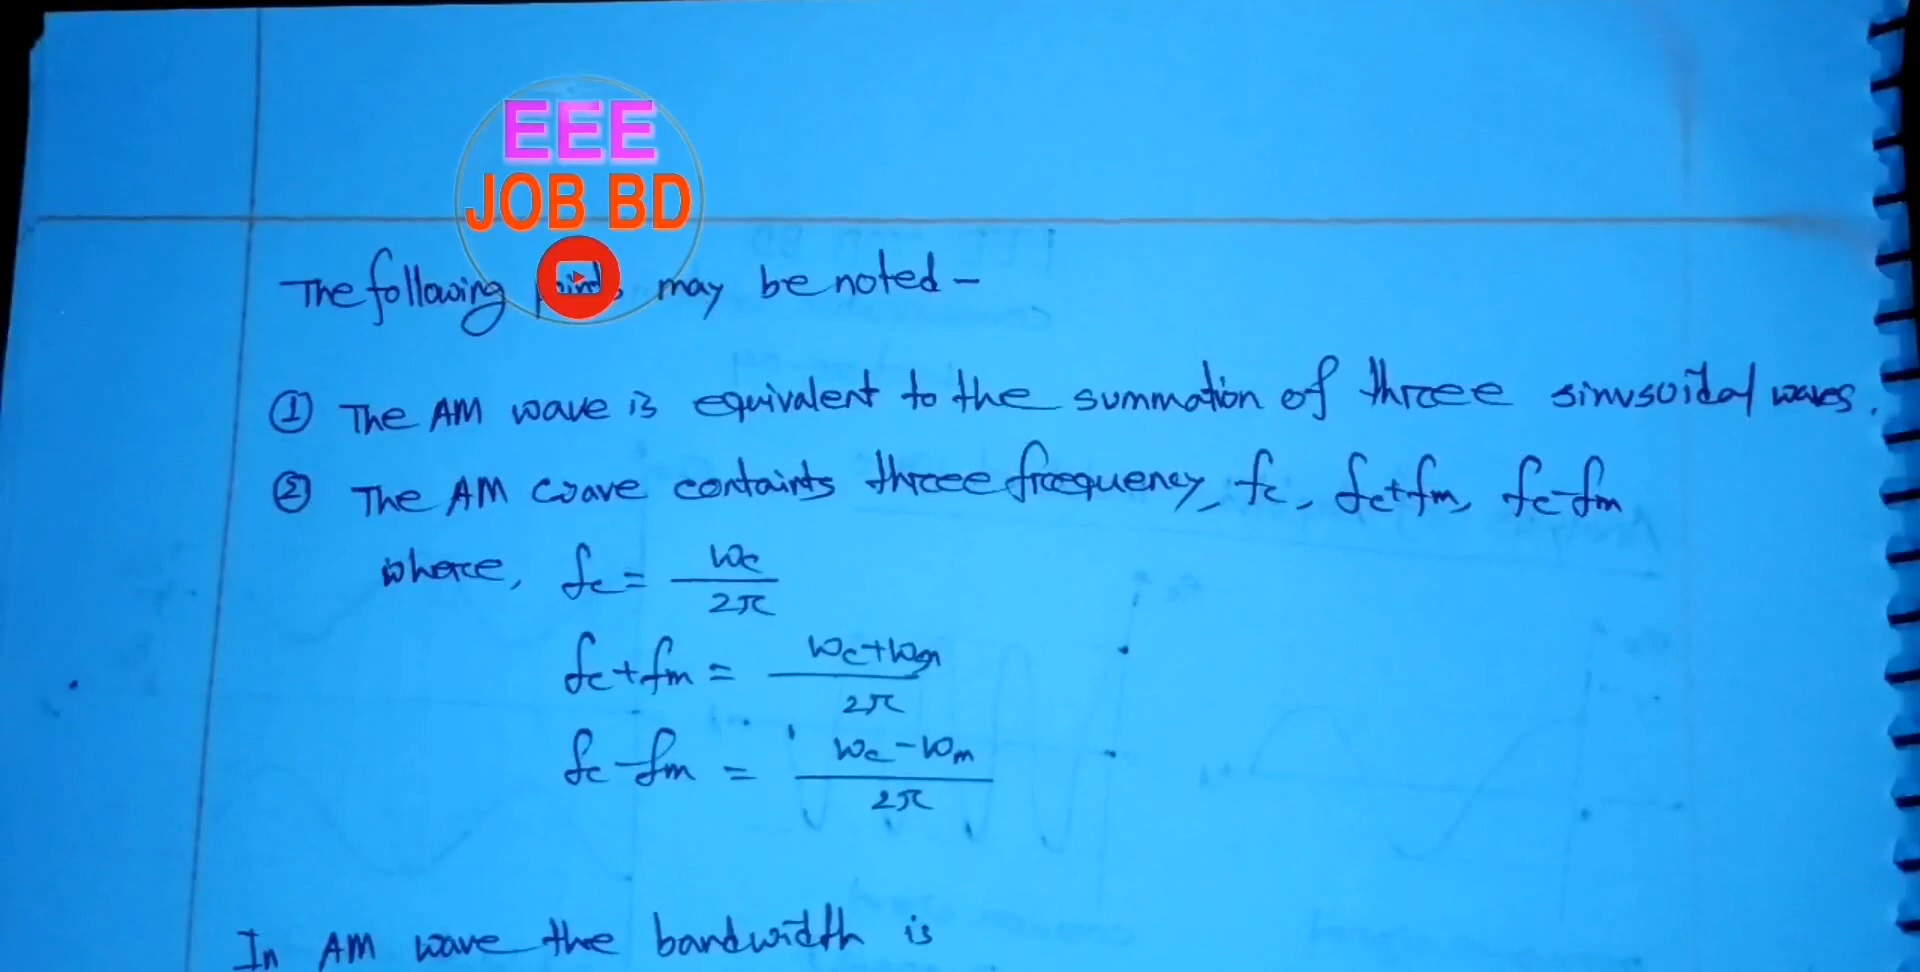 EEE
JOB BD
The following points may be noted -
① The AM wave is equivalent to the summation of three sinusoidal waves.
② The AM wave containts three frequency, fc, fc+fm, fc-fm
where, fc = ωc / 2π
fc+fm = ωc+ωm / 2π
fc-fm = ωc-ωm / 2π
In AM wave the bandwidth is